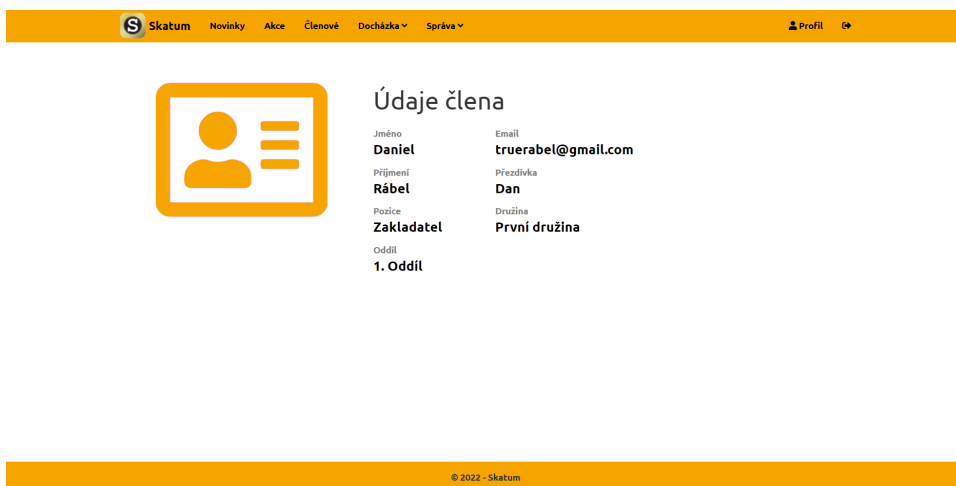 Skatum Novinky Akce Členové Docházka Správa Profil
Údaje člena
Jméno Email
Daniel truerabel@gmail.com
Příjmení Přezdívka
Rábel Dan
Pozice Družina
Zakladatel První družina
Oddíl
1. Oddíl
© 2022 - Skatum